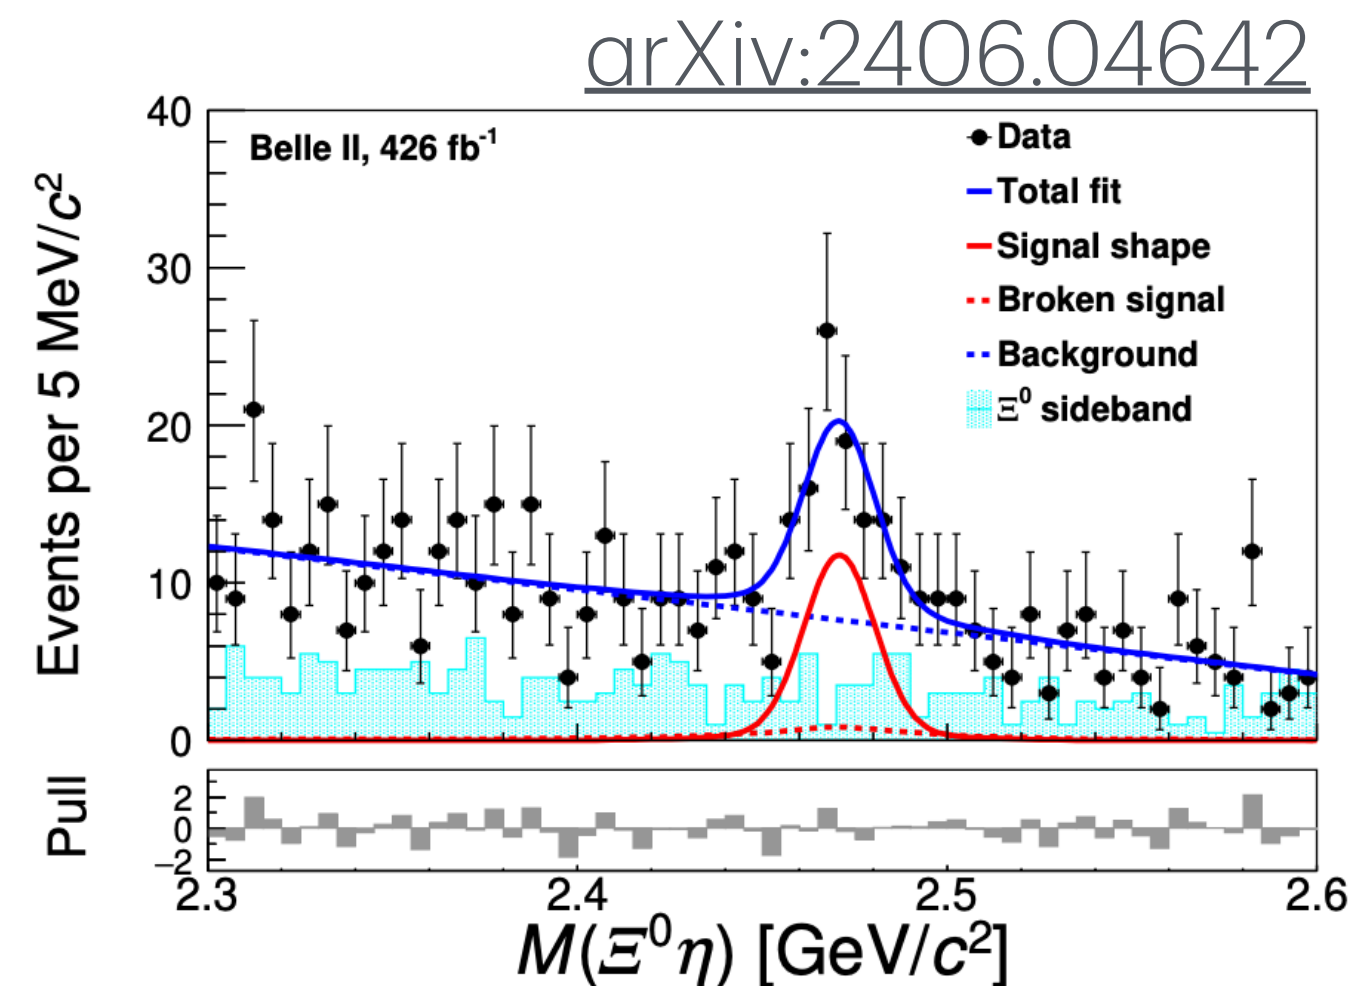 arXiv:2406.04642
Belle II, 426 fb⁻¹
Data
Total fit
Signal shape
Broken signal
Background
Ξ⁰ sideband
Events per 5 MeV/c²
40
30
20
10
0
Pull
2
0
−2
2.3 2.4 2.5 2.6
M(Ξ⁰η) [GeV/c²]